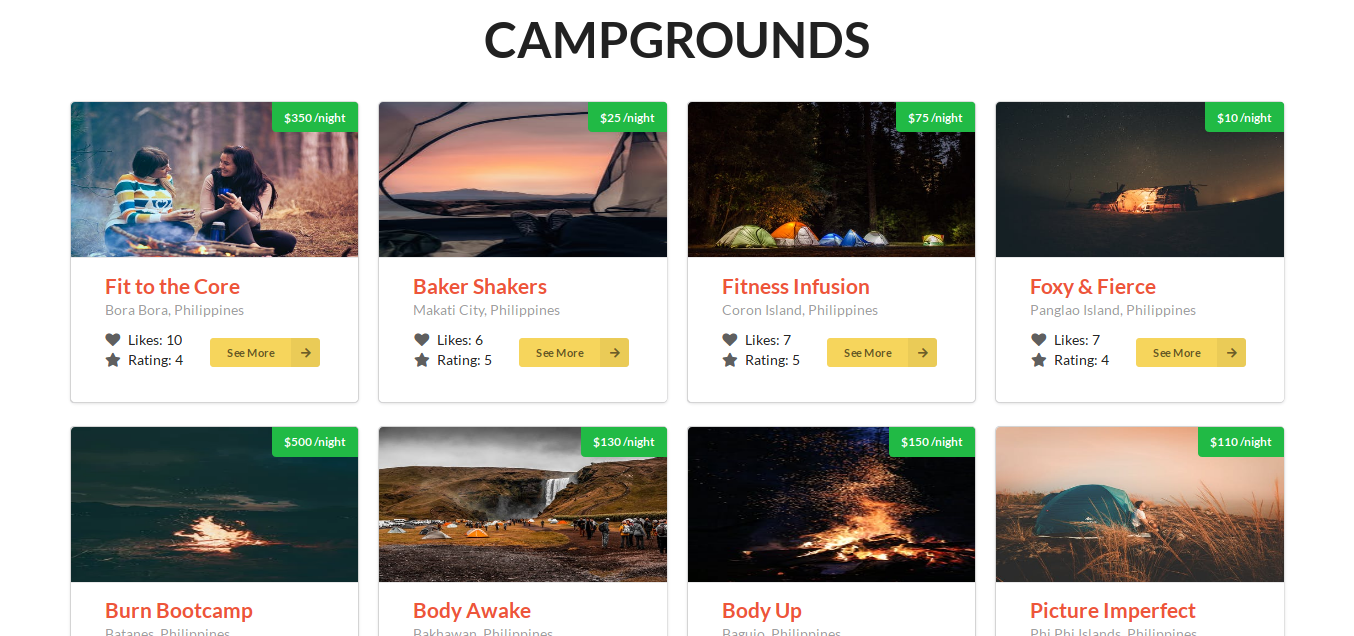 CAMPGROUNDS
$350 /night
$25 /night
$75 /night
$10 /night
Fit to the Core
Bora Bora, Philippines
Likes: 10
Rating: 4
See More
Baker Shakers
Makati City, Philippines
Likes: 6
Rating: 5
See More
Fitness Infusion
Coron Island, Philippines
Likes: 7
Rating: 5
See More
Foxy & Fierce
Panglao Island, Philippines
Likes: 7
Rating: 4
See More
$500 /night
$130 /night
$150 /night
$110 /night
Burn Bootcamp
Batanes, Philippines
Body Awake
Bakhawan, Philippines
Body Up
Baguio, Philippines
Picture Imperfect
Phi Phi Islands, Philippines